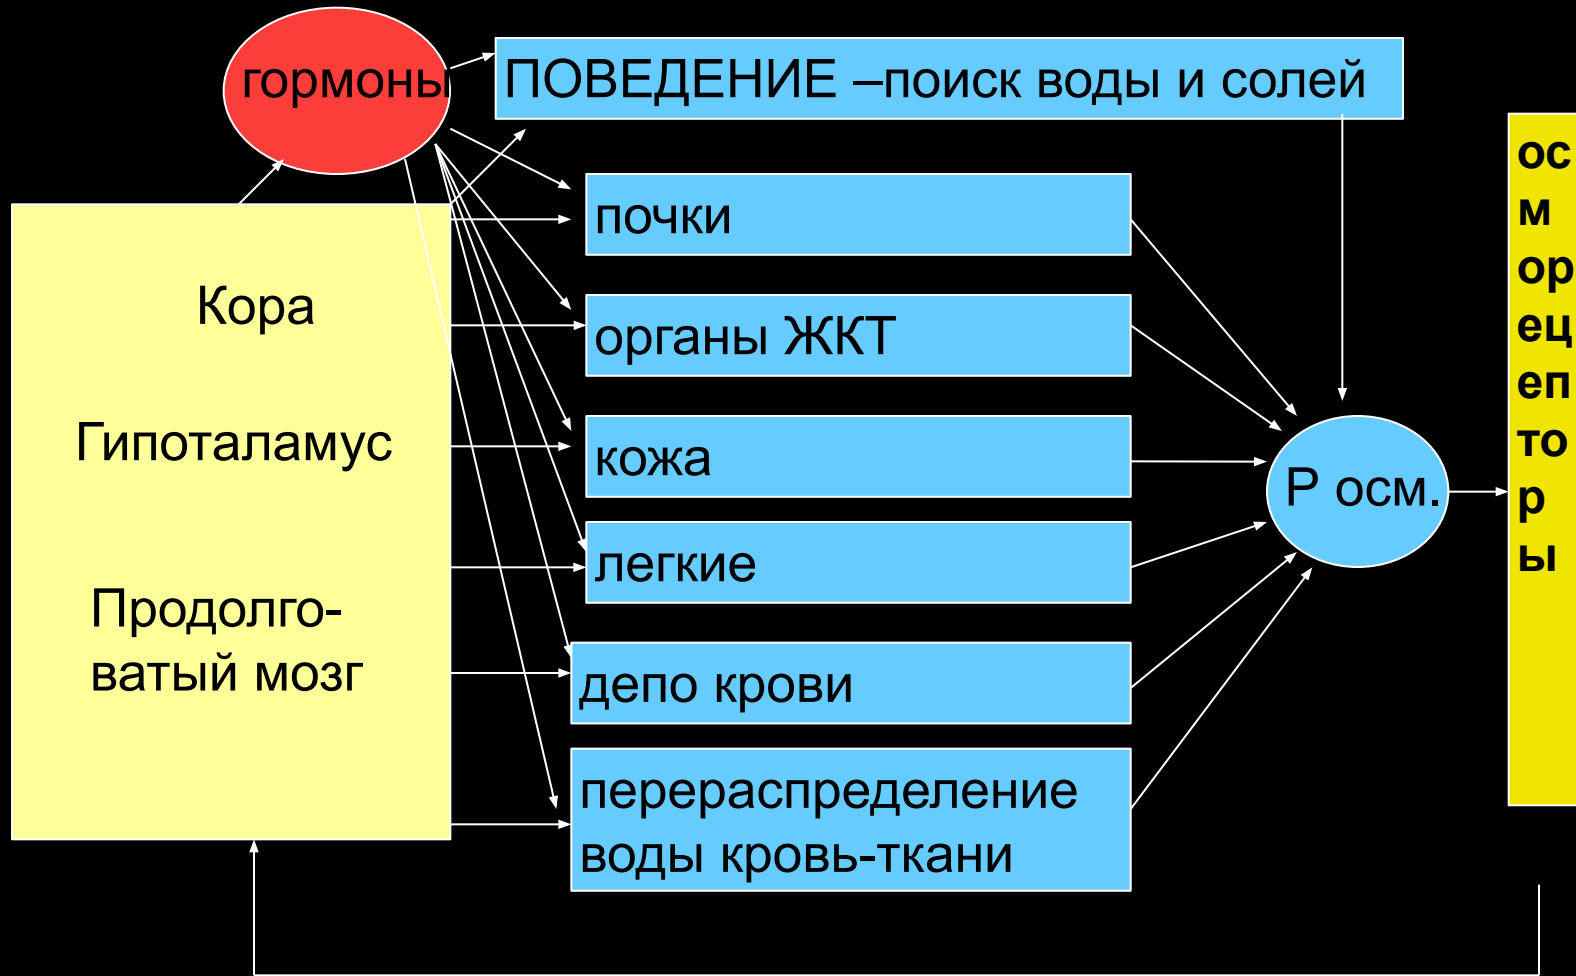 гормоны
ПОВЕДЕНИЕ –поиск воды и солей
почки
органы ЖКТ
кожа
легкие
депо крови
перераспределение
воды кровь-ткани
Кора
Гипоталамус
Продолго-
ватый мозг
Р осм.
ос
м
ор
ец
еп
то
р
ы